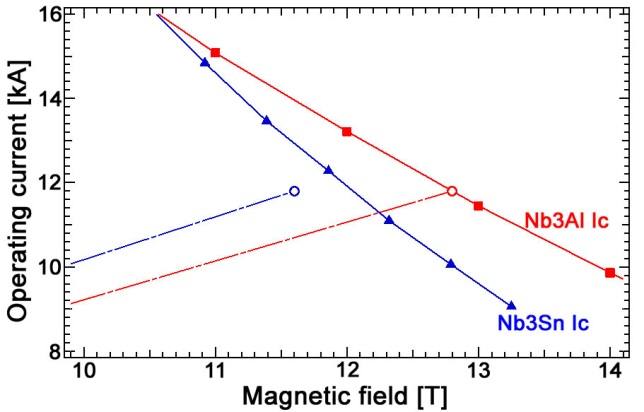 Operating current [kA]
16
14
12
10
8
Nb3Al Ic
Nb3Sn Ic
10 11 12 13 14
Magnetic field [T]